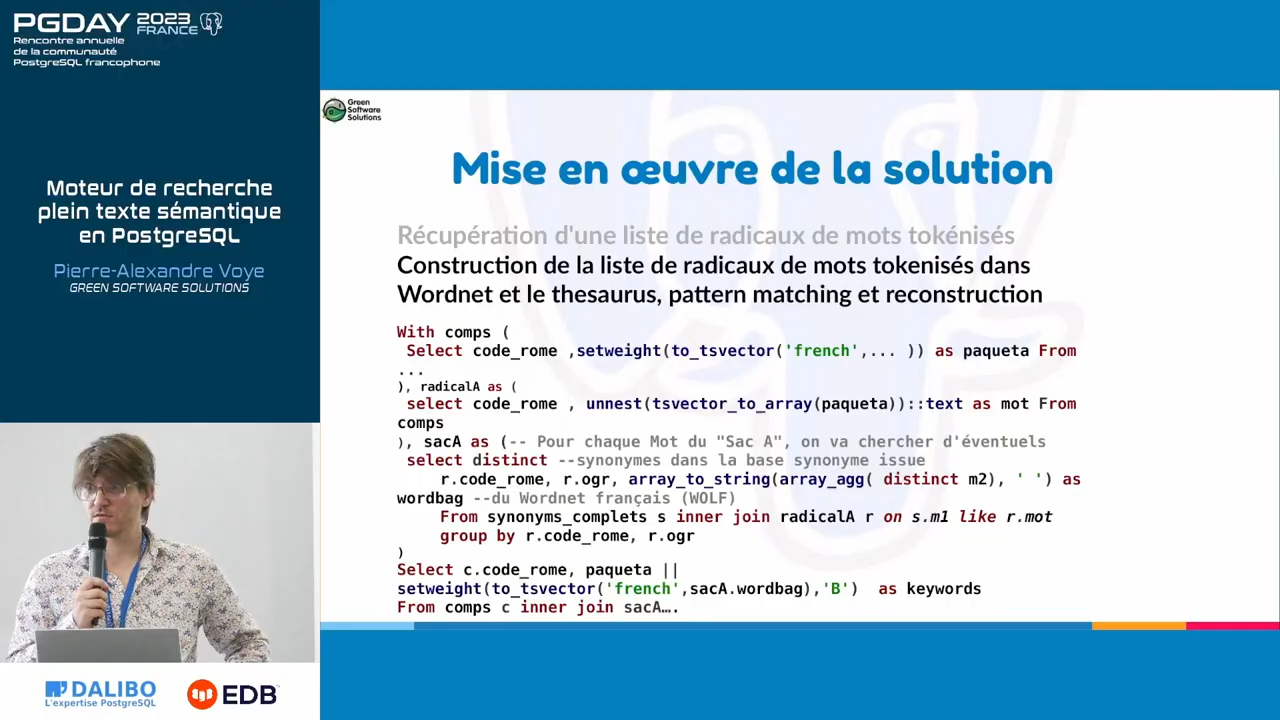 PGDAY 2023 FRANCE
Rencontre annuelle
de la communauté
PostgreSQL francophone
Moteur de recherche
plein texte sémantique
en PostgreSQL
Pierre-Alexandre Voye
GREEN SOFTWARE SOLUTIONS
DALIBO
L'expertise PostgreSQL
EDB
Green
Software
Solutions
Mise en œuvre de la solution
Récupération d'une liste de radicaux de mots tokénisés
Construction de la liste de radicaux de mots tokenisés dans
Wordnet et le thesaurus, pattern matching et reconstruction
With comps (
Select code_rome ,setweight(to_tsvector('french',... )) as paqueta From
...
), radicalA as (
select code_rome , unnest(tsvector_to_array(paqueta))::text as mot From
comps
), sacA as (-- Pour chaque Mot du "Sac A", on va chercher d'éventuels
select distinct --synonymes dans la base synonyme issue
r.code_rome, r.ogr, array_to_string(array_agg( distinct m2), ' ') as
wordbag --du Wordnet français (WOLF)
From synonyms_complets s inner join radicalA r on s.m1 like r.mot
group by r.code_rome, r.ogr
)
Select c.code_rome, paqueta ||
setweight(to_tsvector('french',sacA.wordbag),'B')  as keywords
From comps c inner join sacA….